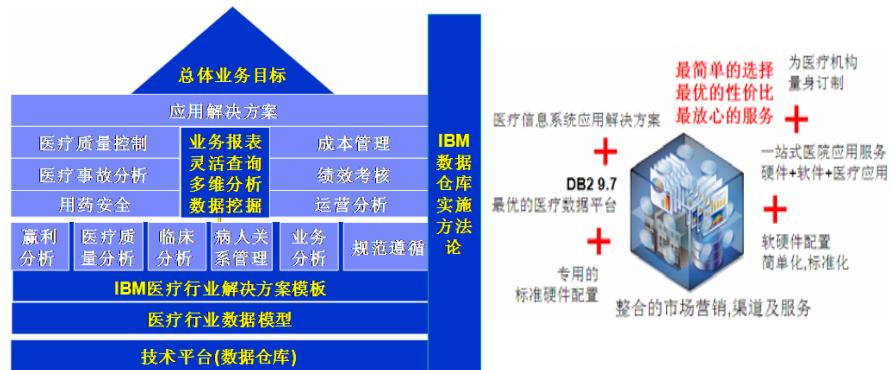 总体业务目标
应用解决方案
医疗质量控制
医疗事故分析
用药安全
业务报表
灵活查询
多维分析
数据挖掘
成本管理
绩效考核
运营分析
赢利
分析
医疗质
量分析
临床
分析
病人关
系管理
业务
分析
规范遵循
IBM医疗行业解决方案模板
医疗行业数据模型
技术平台(数据仓库)
IBM
数据
仓库
实施
方法
论
最简单的选择
最优的性价比
最放心的服务
为医疗机构
量身订制
医疗信息系统应用解决方案
一站式医院应用服务
硬件+软件+医疗应用
DB2 9.7
最优的医疗数据平台
软硬件配置
简单化,标准化
专用的
标准硬件配置
整合的市场营销,渠道及服务